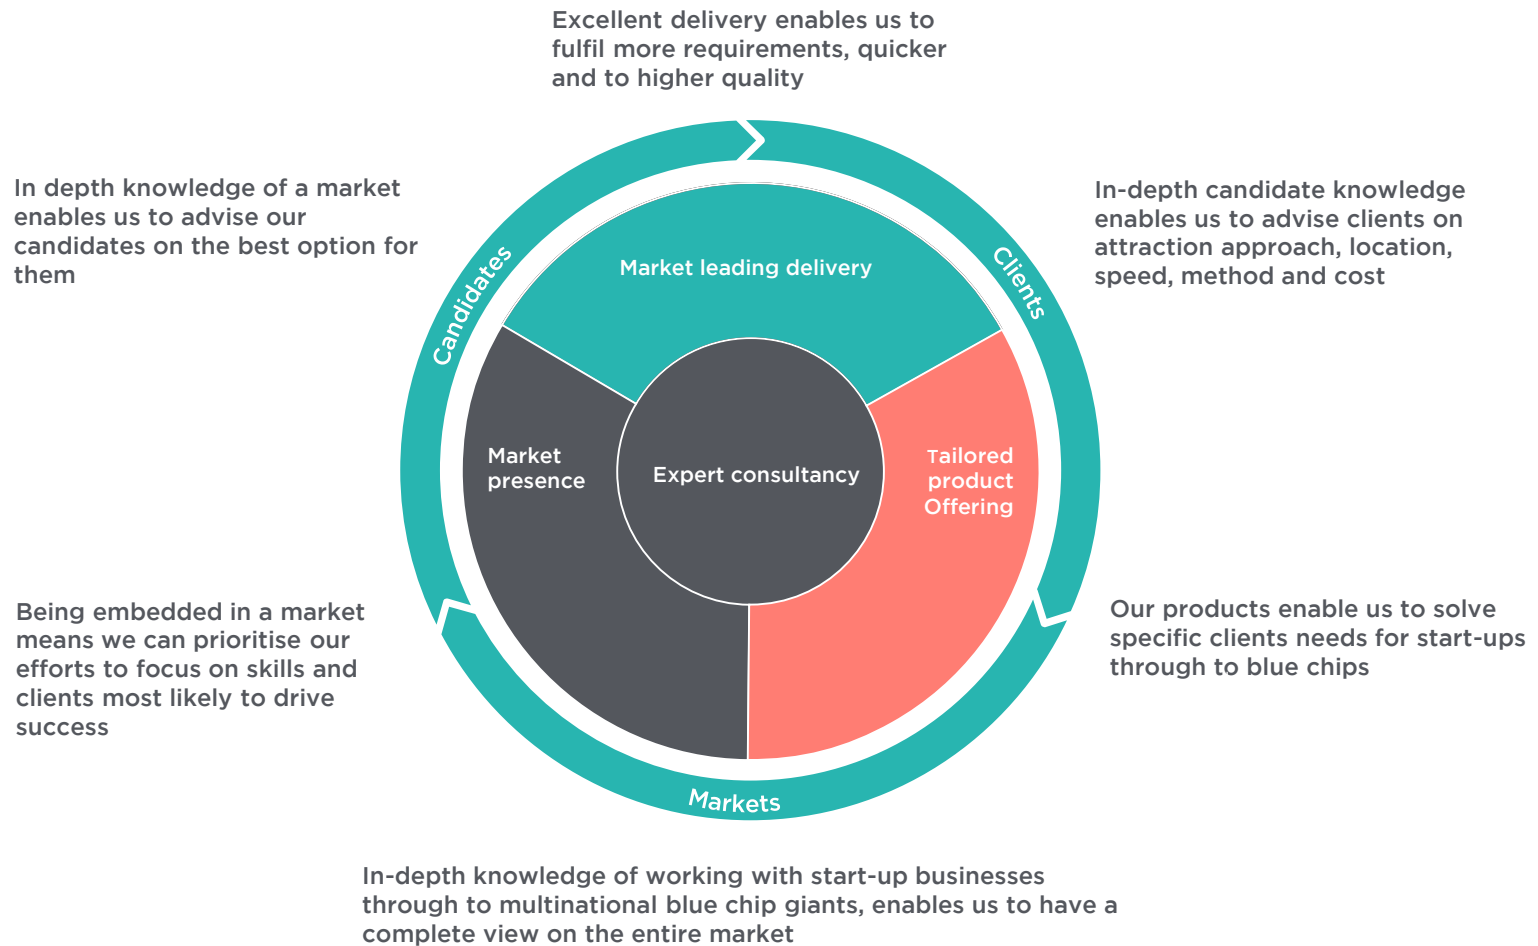 Excellent delivery enables us to
fulfil more requirements, quicker
and to higher quality
In depth knowledge of a market
enables us to advise our
candidates on the best option for
them
In-depth candidate knowledge
enables us to advise clients on
attraction approach, location,
speed, method and cost
Candidates
Clients
Market leading delivery
Market
presence
Expert consultancy
Tailored
product
Offering
Being embedded in a market
means we can prioritise our
efforts to focus on skills and
clients most likely to drive
success
Our products enable us to solve
specific clients needs for start-ups
through to blue chips
Markets
In-depth knowledge of working with start-up businesses
through to multinational blue chip giants, enables us to have a
complete view on the entire market